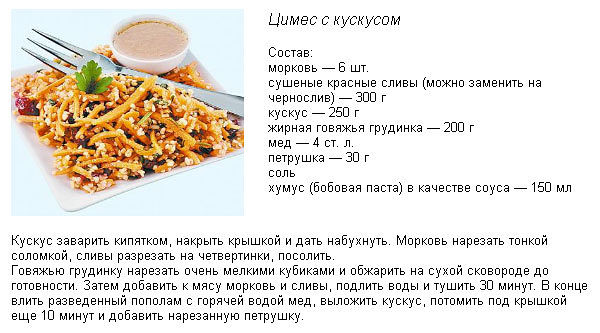 Цимес с кускусом
Состав:
морковь — 6 шт.
сушеные красные сливы (можно заменить на
чернослив) — 300 г
кускус — 250 г
жирная говяжья грудинка — 200 г
мед — 4 ст. л.
петрушка — 30 г
соль
хумус (бобовая паста) в качестве соуса — 150 мл
Кускус заварить кипятком, накрыть крышкой и дать набухнуть. Морковь нарезать тонкой
соломкой, сливы разрезать на четвертинки, посолить.
Говяжью грудинку нарезать очень мелкими кубиками и обжарить на сухой сковороде до
готовности. Затем добавить к мясу морковь и сливы, подлить воды и тушить 30 минут. В конце
влить разведенный пополам с горячей водой мед, выложить кускус, потомить под крышкой
еще 10 минут и добавить нарезанную петрушку.